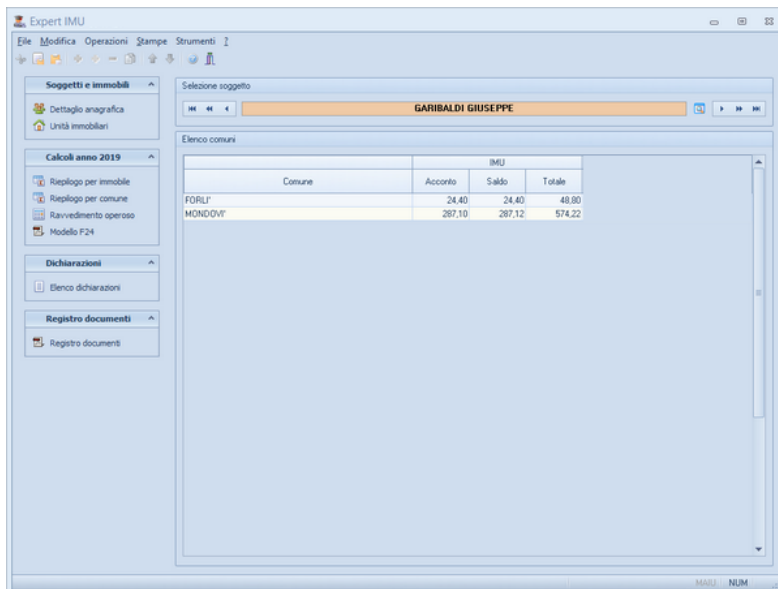 Expert IMU
File Modifica Operazioni Stampe Strumenti ?
Soggetti e immobili
Dettaglio anagrafica
Unità immobiliari
Calcoli anno 2019
Riepilogo per immobile
Riepilogo per comune
Ravvedimento operoso
Modello F24
Dichiarazioni
Elenco dichiarazioni
Registro documenti
Registro documenti
Selezione soggetto
GARIBALDI GIUSEPPE
Elenco comuni
IMU
Comune Acconto Saldo Totale
FORLI' 24,40 24,40 48,80
MONDOVI' 287,10 287,12 574,22
MAIU NUM